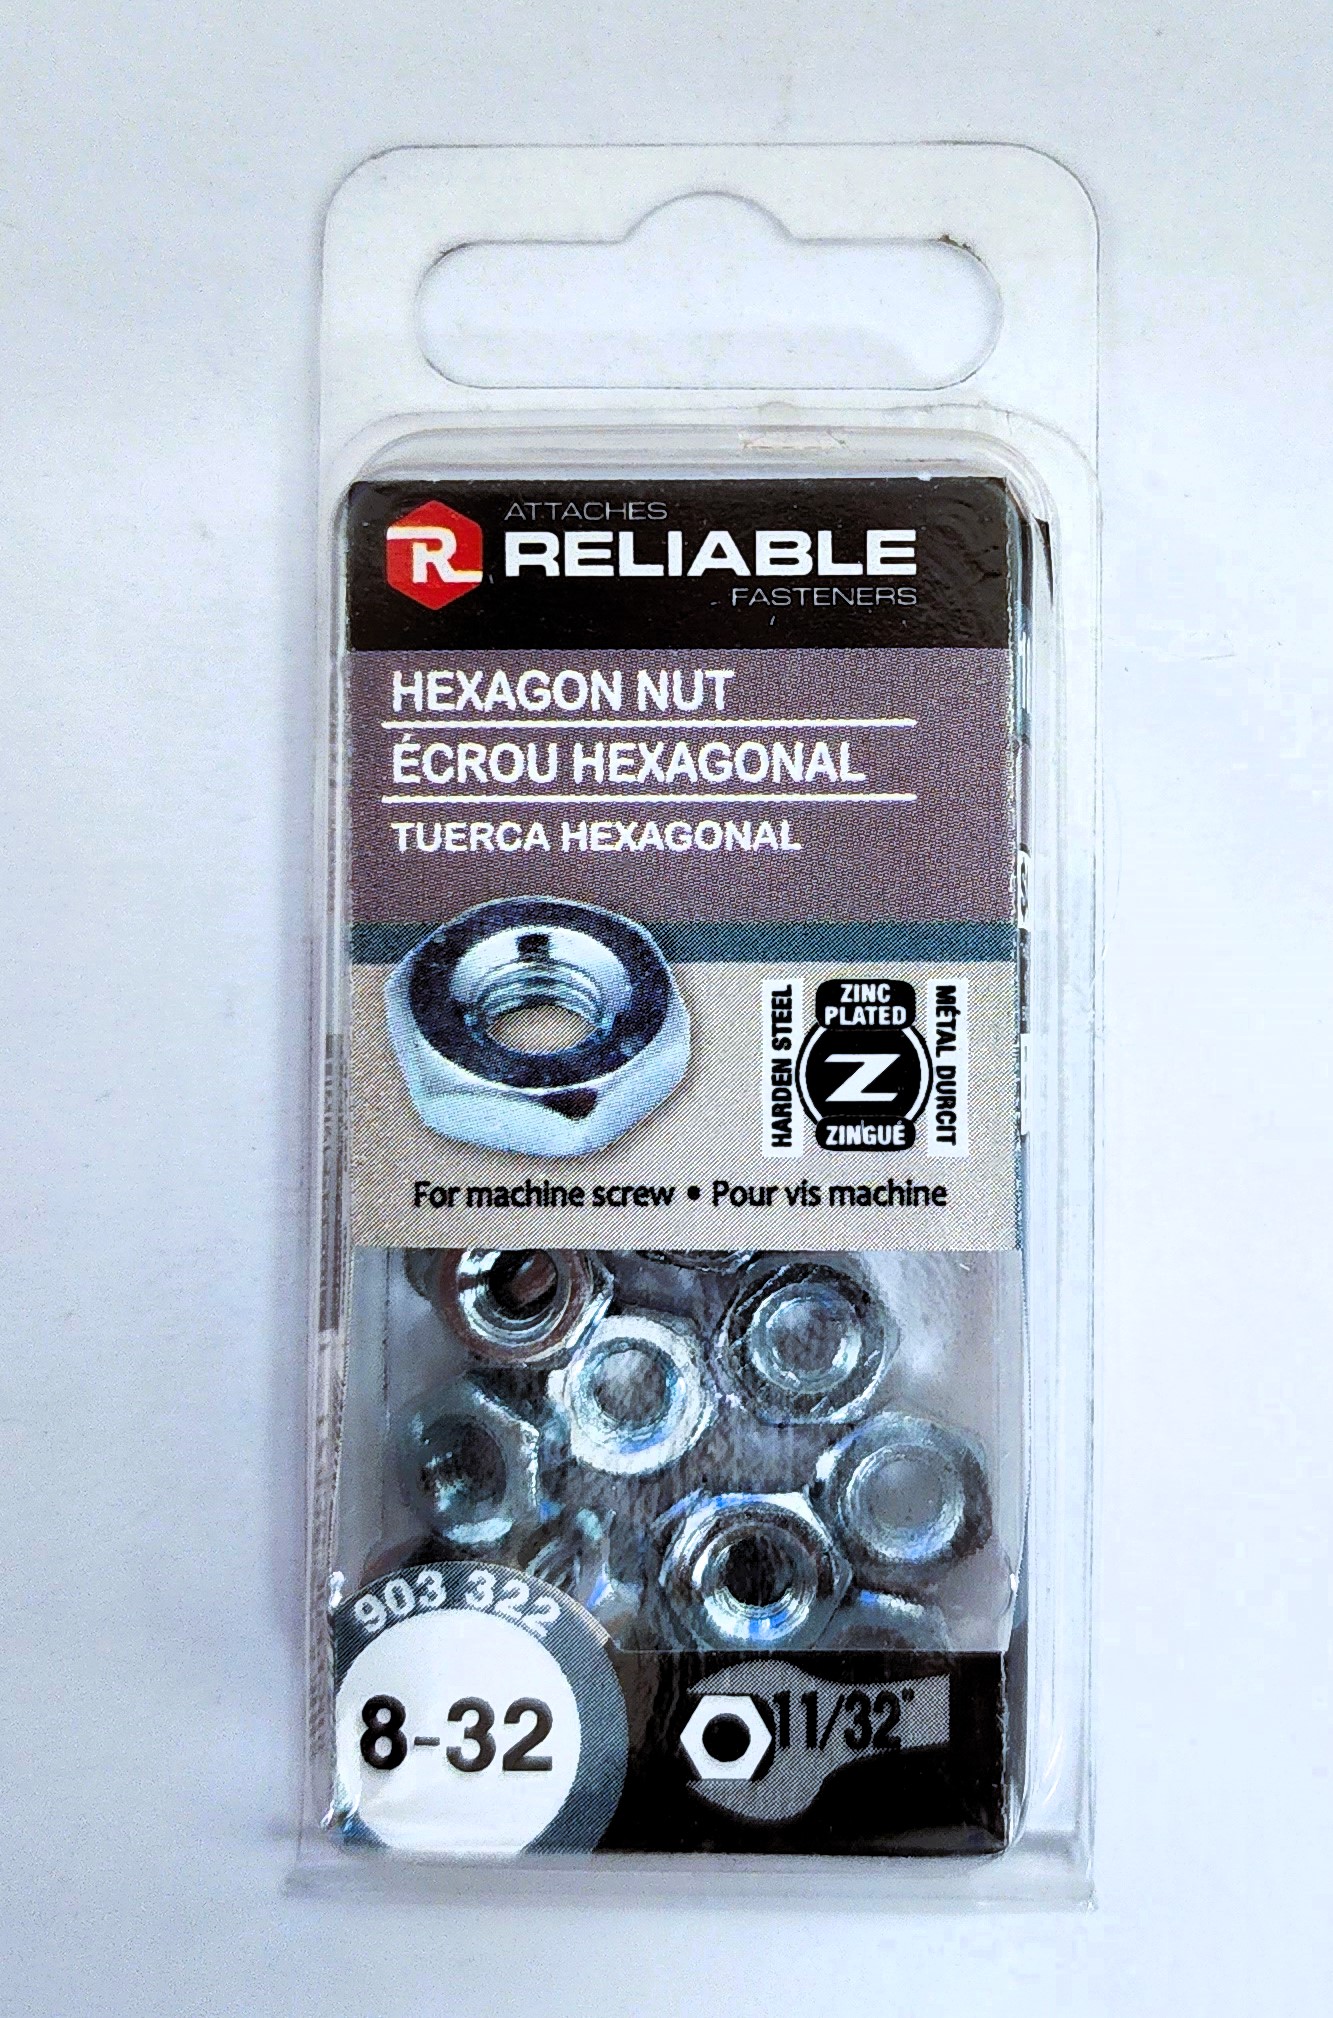 ATTACHES
R RELIABLE
FASTENERS
HEXAGON NUT
ÉCROU HEXAGONAL
TUERCA HEXAGONAL
HARDEN STEEL
ZINC
PLATED
Z
ZINGUÉ
MÉTAL DURCIT
For machine screw • Pour vis machine
903 322
8-32
11/32"